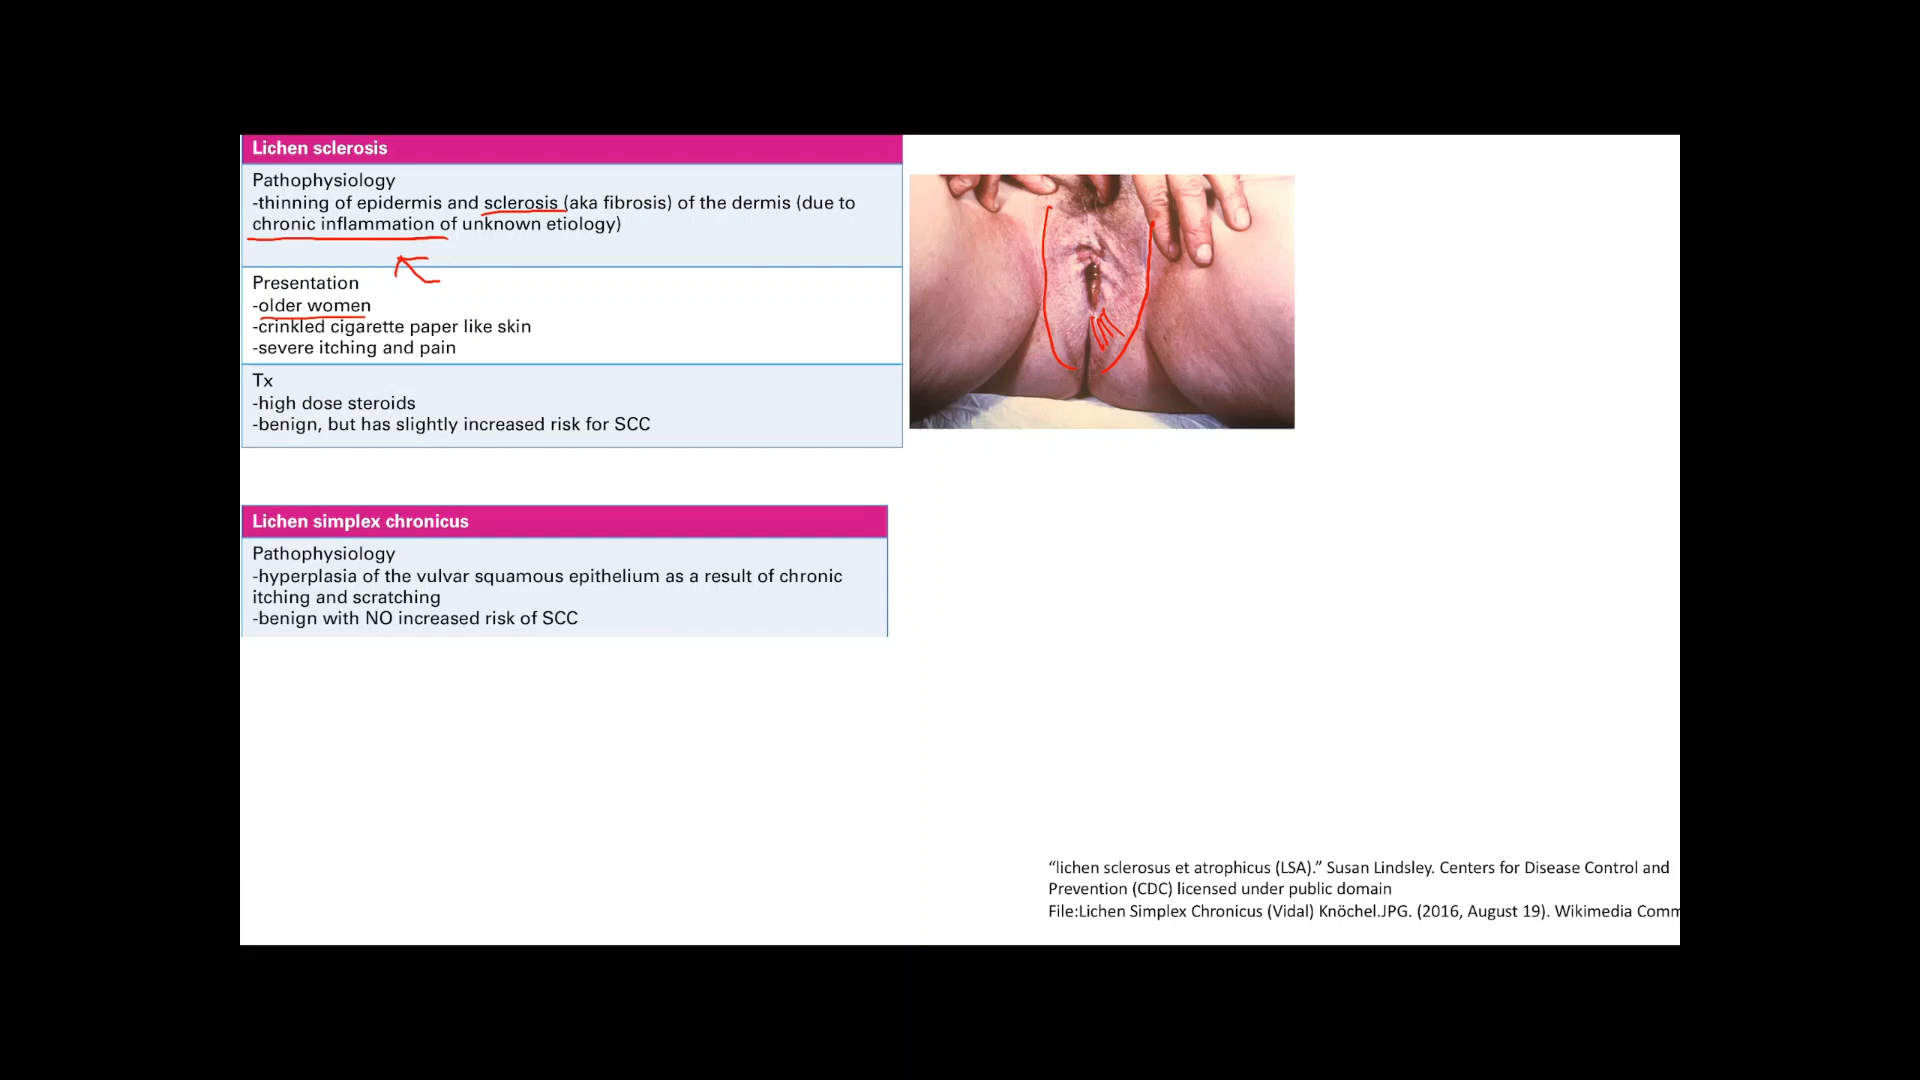 Lichen sclerosis
Pathophysiology
-thinning of epidermis and sclerosis (aka fibrosis) of the dermis (due to
chronic inflammation of unknown etiology)
Presentation
-older women
-crinkled cigarette paper like skin
-severe itching and pain
Tx
-high dose steroids
-benign, but has slightly increased risk for SCC
Lichen simplex chronicus
Pathophysiology
-hyperplasia of the vulvar squamous epithelium as a result of chronic
itching and scratching
-benign with NO increased risk of SCC
“lichen sclerosus et atrophicus (LSA).” Susan Lindsley. Centers for Disease Control and
Prevention (CDC) licensed under public domain
File:Lichen Simplex Chronicus (Vidal) Knöchel.JPG. (2016, August 19). Wikimedia Comm